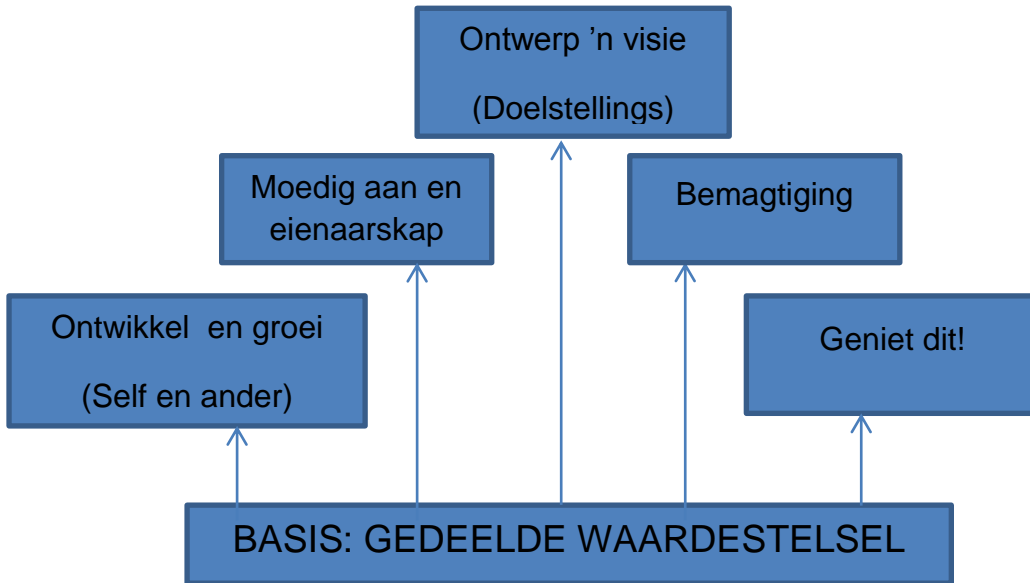 Ontwerp ’n visie
(Doelstellings)
Moedig aan en
eienaarskap
Bemagtiging
Ontwikkel en groei
(Self en ander)
Geniet dit!
BASIS: GEDEELDE WAARDESTELSEL